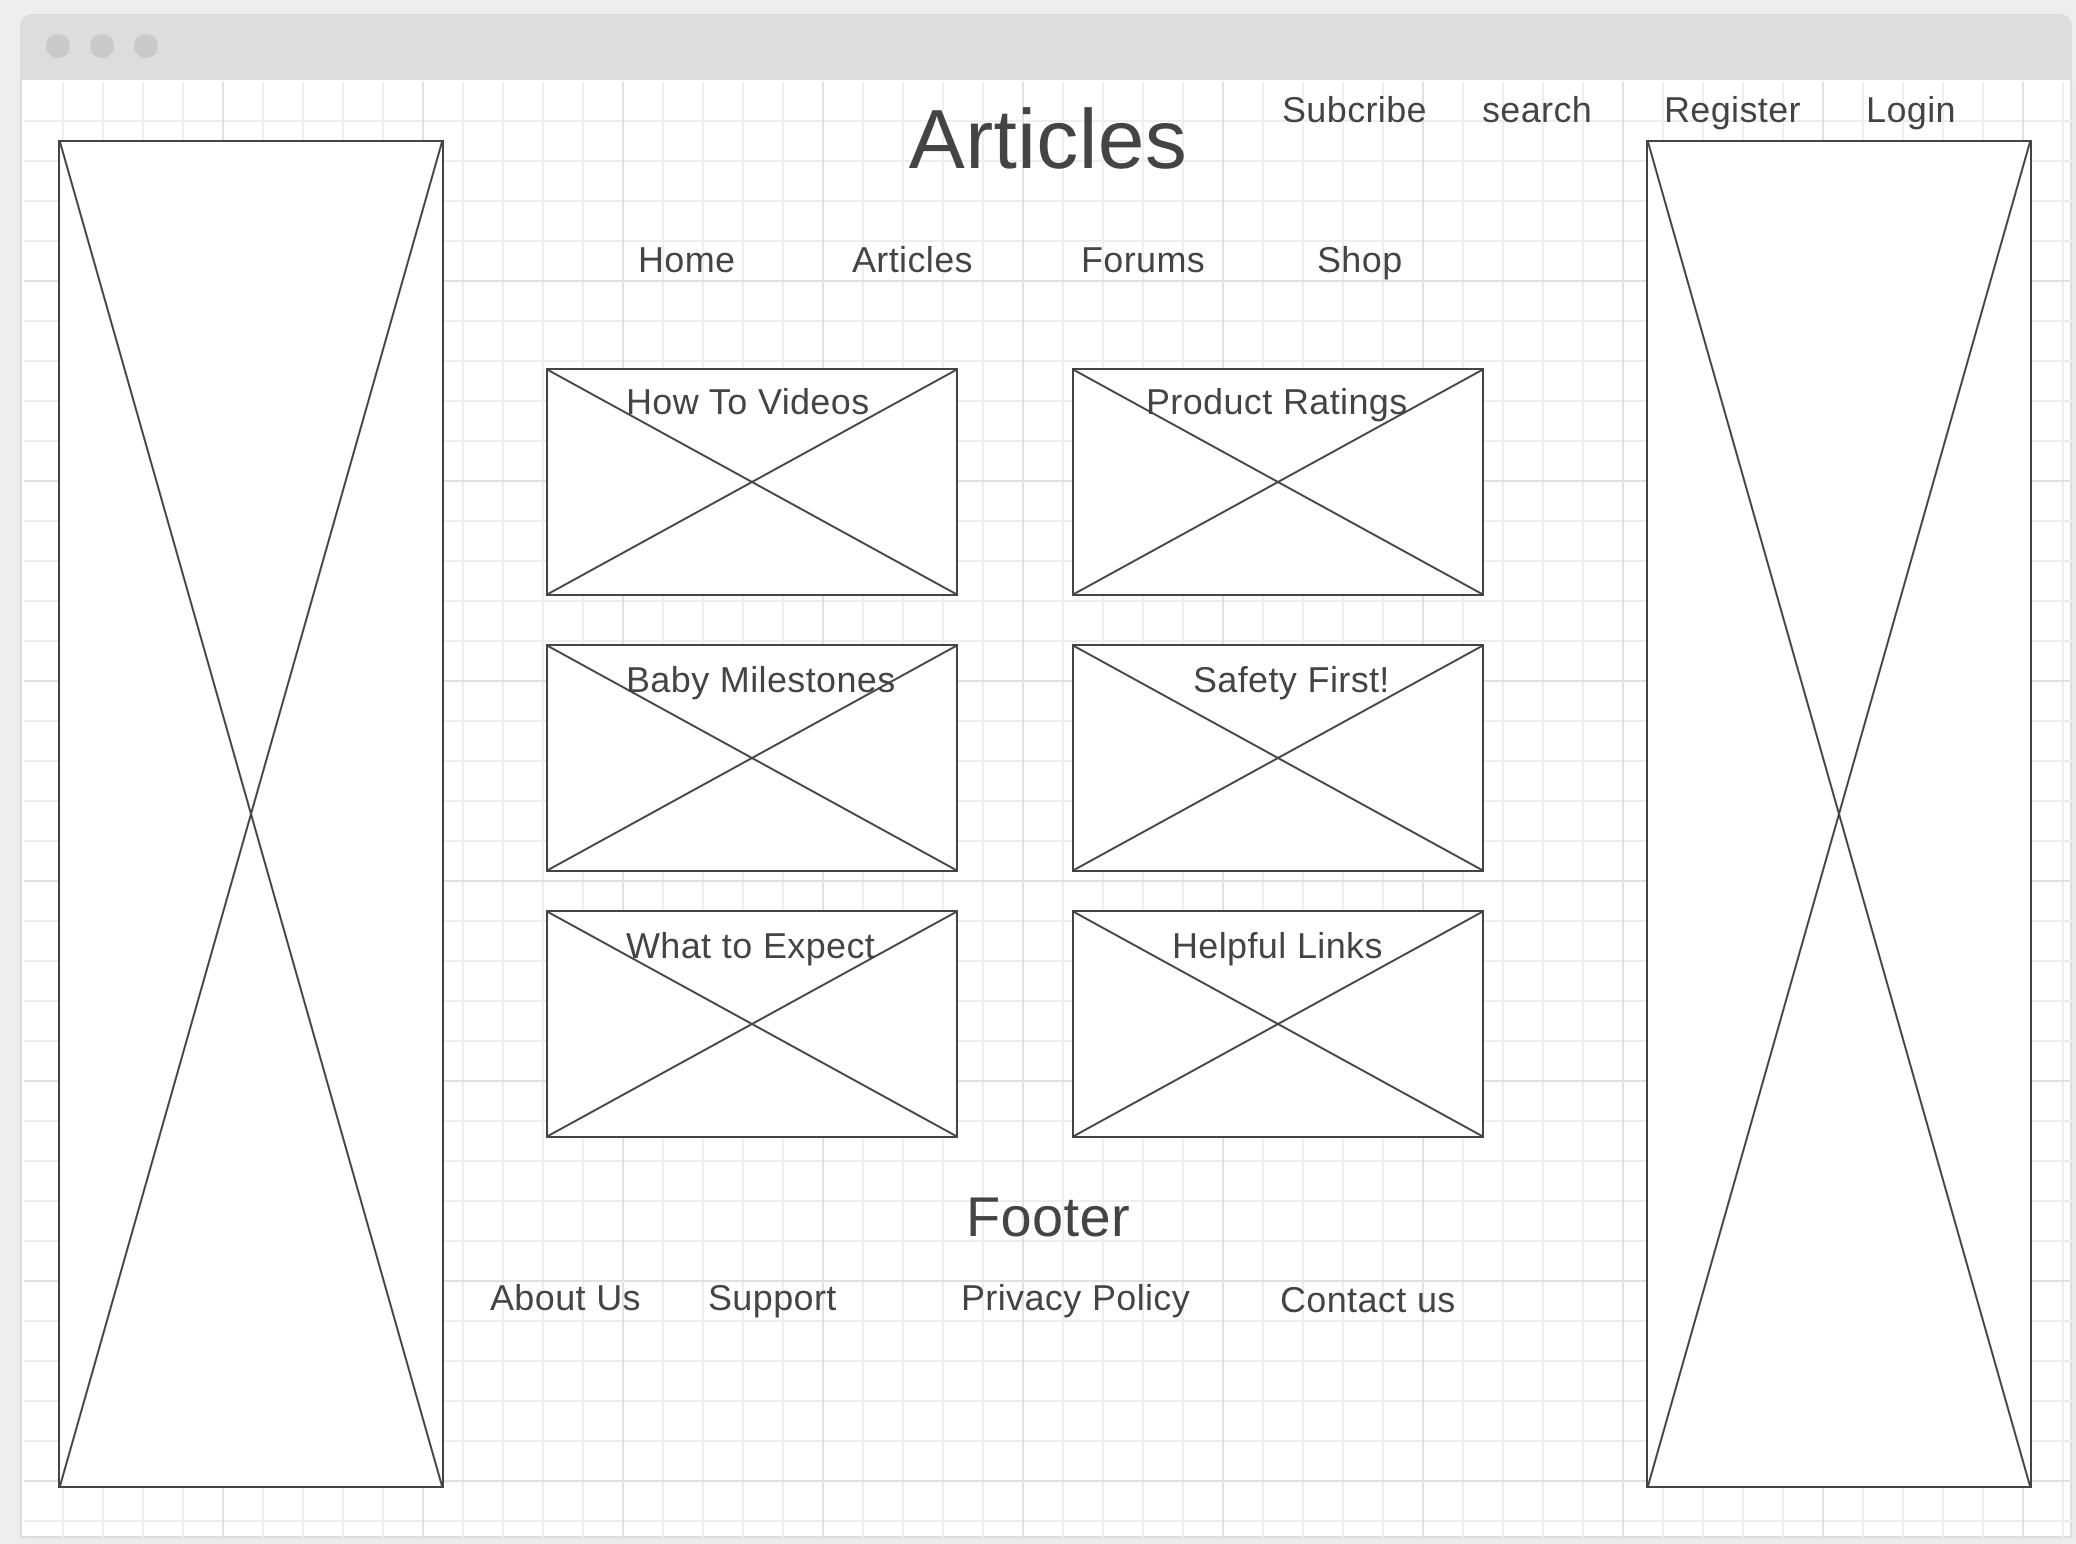 Subcribe search Register Login
Articles
Home Articles Forums Shop
How To Videos Product Ratings
Baby Milestones Safety First!
What to Expect Helpful Links
Footer
About Us Support Privacy Policy Contact us